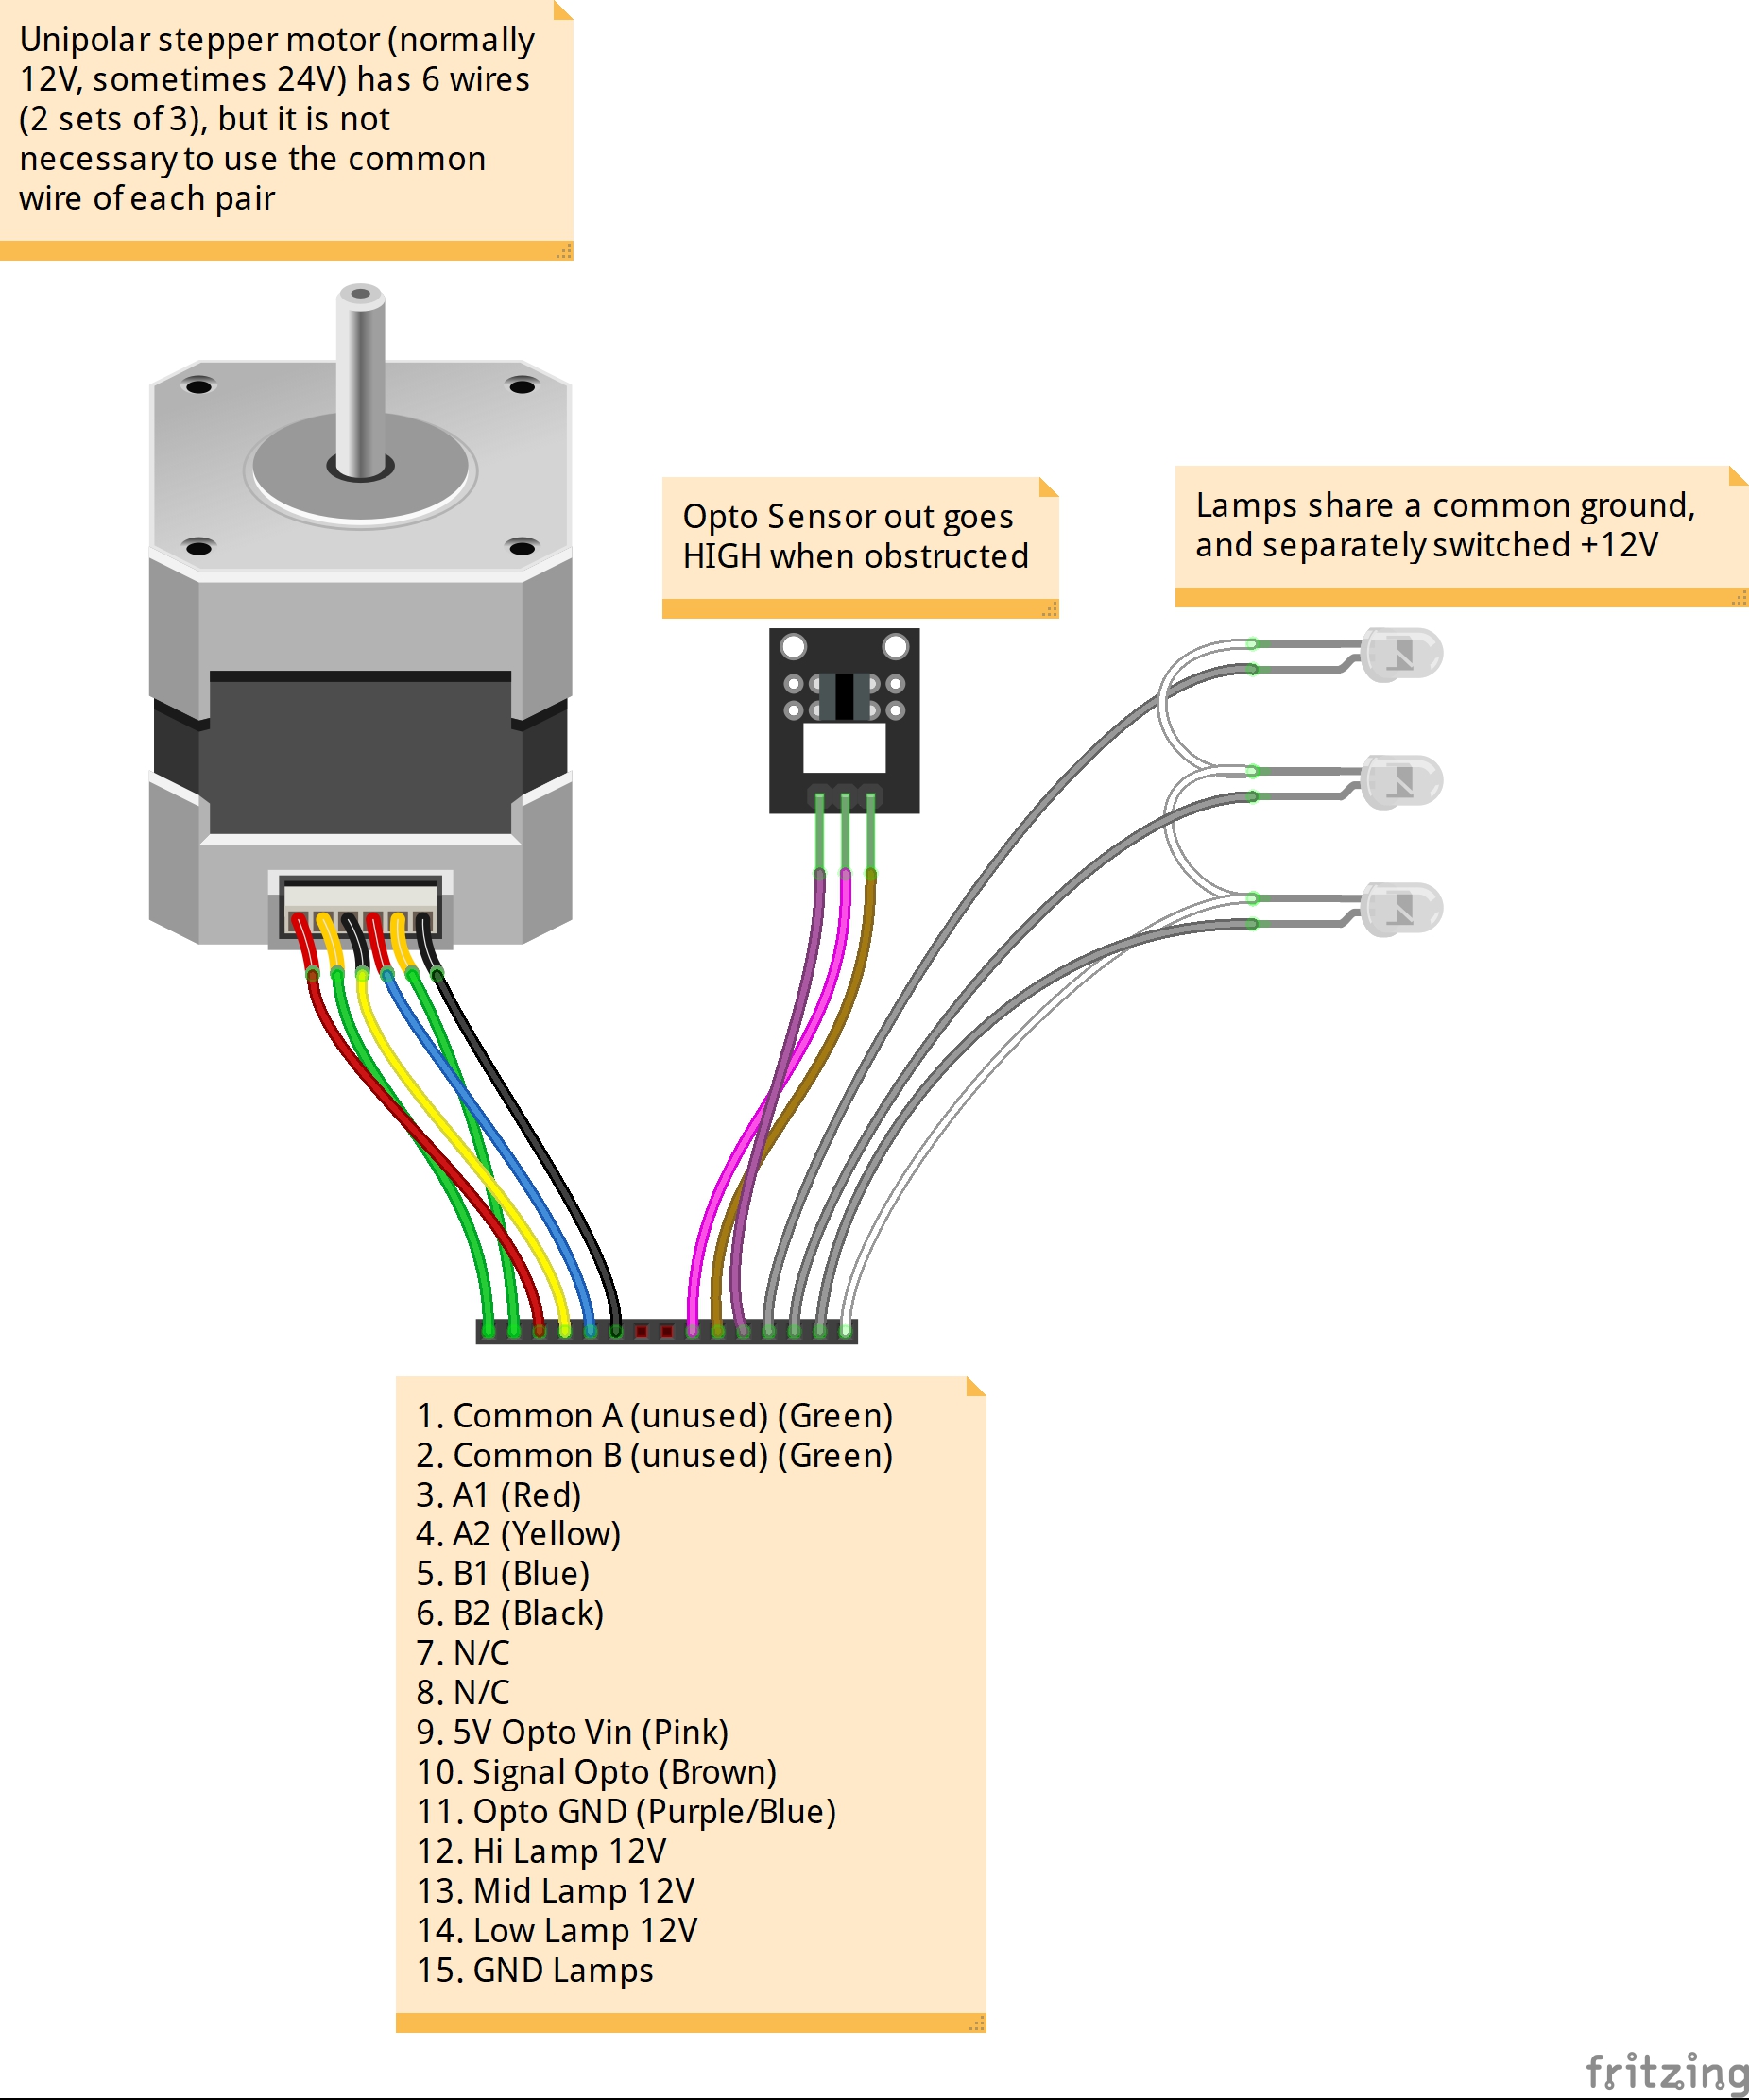 Unipolar stepper motor (normally
12V, sometimes 24V) has 6 wires
(2 sets of 3), but it is not
necessary to use the common
wire of each pair
Opto Sensor out goes
HIGH when obstructed
Lamps share a common ground,
and separately switched +12V
1. Common A (unused) (Green)
2. Common B (unused) (Green)
3. A1 (Red)
4. A2 (Yellow)
5. B1 (Blue)
6. B2 (Black)
7. N/C
8. N/C
9. 5V Opto Vin (Pink)
10. Signal Opto (Brown)
11. Opto GND (Purple/Blue)
12. Hi Lamp 12V
13. Mid Lamp 12V
14. Low Lamp 12V
15. GND Lamps
fritzing